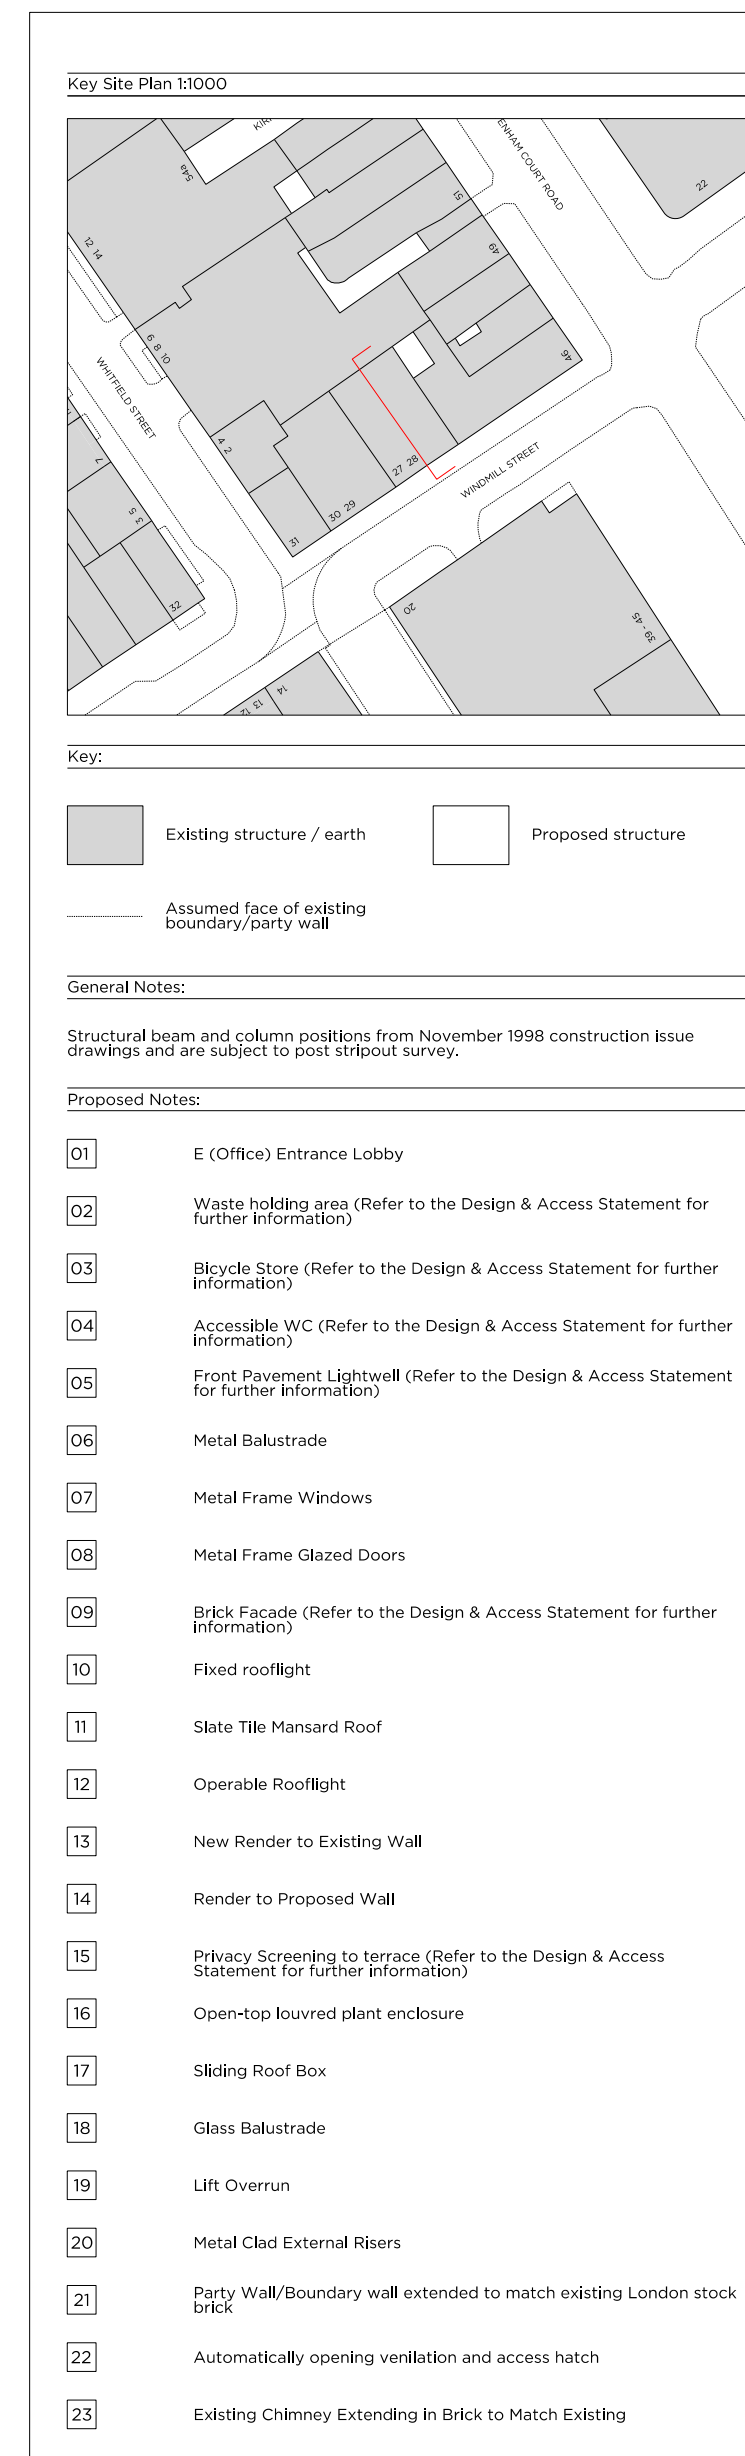 Key Site Plan 1:1000
KIR
54a
ENHAM COURT ROAD
22
51
12 14
49
6 8 10
WHITFIELD STREET
46
4 2
27 28
WINDMILL STREET
7
30 29
3 5
31
32
20
39 - 45
14
12 13
Key:
Existing structure / earth
Proposed structure
Assumed face of existing
boundary/party wall
General Notes:
Structural beam and column positions from November 1998 construction issue
drawings and are subject to post stripout survey.
Proposed Notes:
01 E (Office) Entrance Lobby
02 Waste holding area (Refer to the Design & Access Statement for
further information)
03 Bicycle Store (Refer to the Design & Access Statement for further
information)
04 Accessible WC (Refer to the Design & Access Statement for further
information)
05 Front Pavement Lightwell (Refer to the Design & Access Statement
for further information)
06 Metal Balustrade
07 Metal Frame Windows
08 Metal Frame Glazed Doors
09 Brick Facade (Refer to the Design & Access Statement for further
information)
10 Fixed rooflight
11 Slate Tile Mansard Roof
12 Operable Rooflight
13 New Render to Existing Wall
14 Render to Proposed Wall
15 Privacy Screening to terrace (Refer to the Design & Access
Statement for further information)
16 Open-top louvred plant enclosure
17 Sliding Roof Box
18 Glass Balustrade
19 Lift Overrun
20 Metal Clad External Risers
21 Party Wall/Boundary wall extended to match existing London stock
brick
22 Automatically opening venilation and access hatch
23 Existing Chimney Extending in Brick to Match Existing